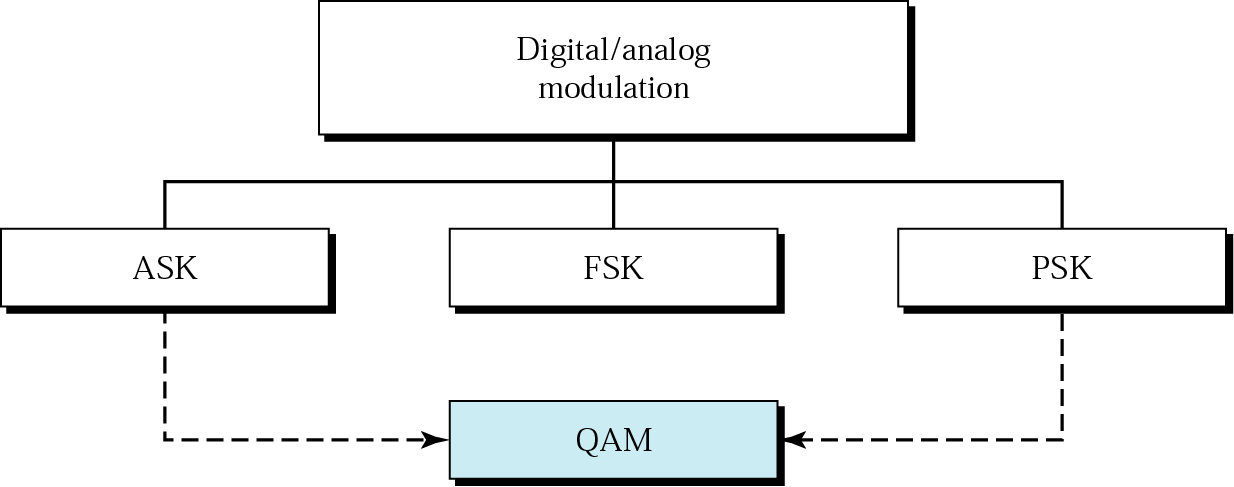 Digital/analog
modulation
ASK
FSK
PSK
QAM